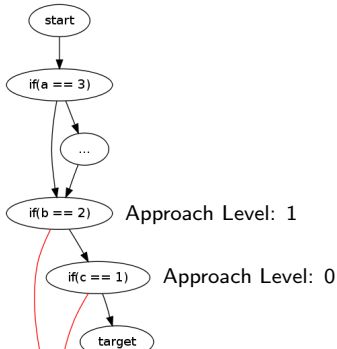 start
if(a == 3)
...
if(b == 2) Approach Level: 1
if(c == 1) Approach Level: 0
target